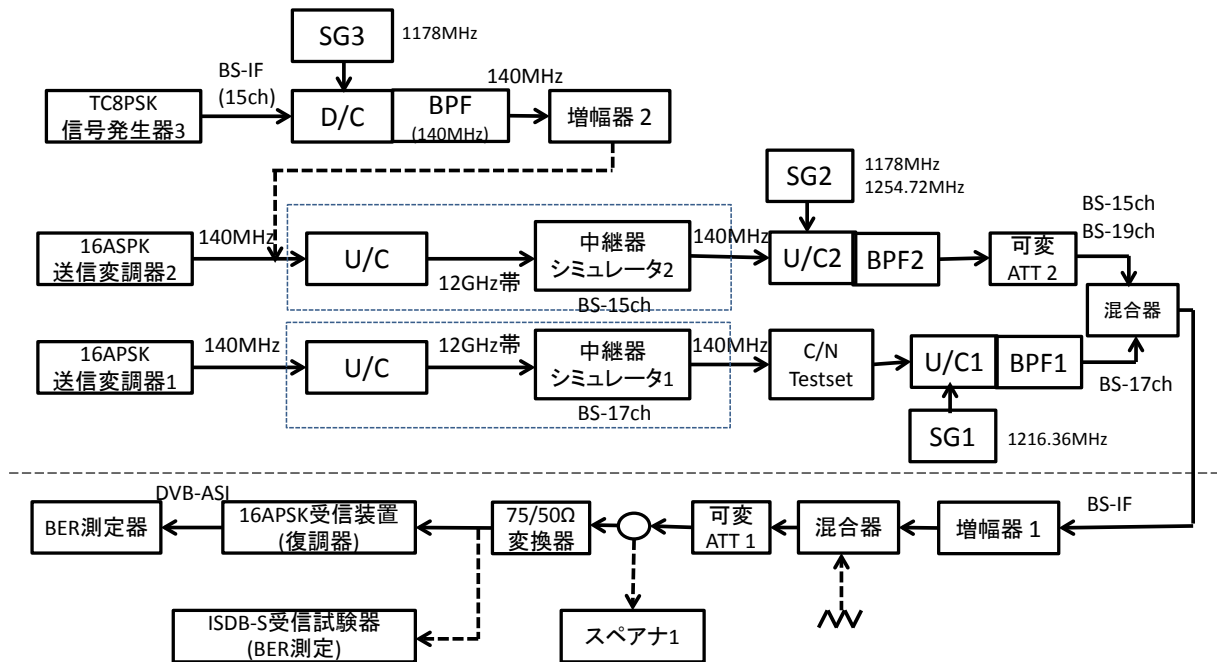 SG3
1178MHz
BS-IF
(15ch)
140MHz
TC8PSK
信号発生器3
D/C
BPF
(140MHz)
増幅器 2
SG2
1178MHz
1254.72MHz
BS-15ch
BS-19ch
16ASPK
送信変調器2
140MHz
U/C
12GHz帯
中継器
シミュレータ2
BS-15ch
140MHz
U/C2
BPF2
可変
ATT 2
混合器
16APSK
送信変調器1
140MHz
U/C
12GHz帯
中継器
シミュレータ1
BS-17ch
140MHz
C/N
Testset
U/C1
BPF1
BS-17ch
SG1
1216.36MHz
DVB-ASI
BER測定器
16APSK受信装置
(復調器)
75/50Ω
変換器
可変
ATT 1
混合器
増幅器 1
BS-IF
ISDB-S受信試験器
(BER測定)
スペアナ1